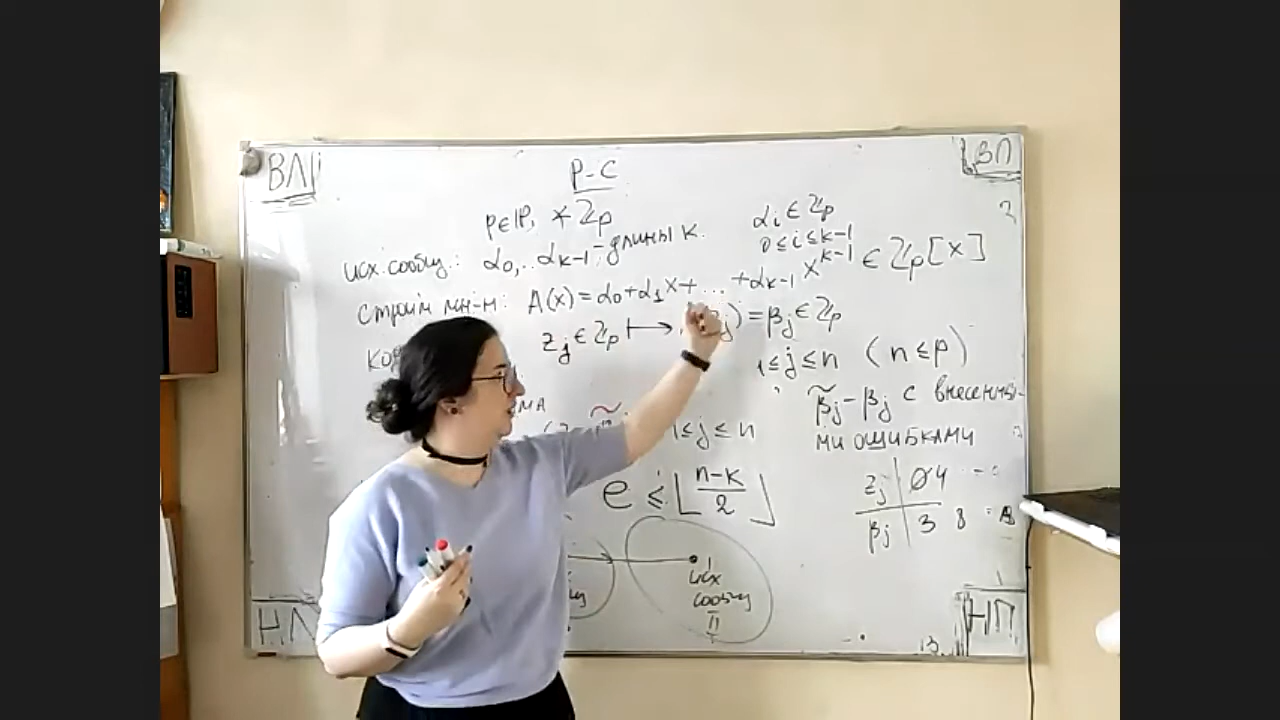 ВЛ
ВП
Р-С
p∈ℙ, ℤp
αi ∈ ℤp
0≤i≤k-1
исх. сообщ.: α0,..αk-1 - длины k.
Строим мн-н: A(x)=α0+α1x+...+αk-1 x^k-1 ∈ ℤp[x]
zj ∈ ℤp ↦ j) = βj ∈ ℤp
1≤j≤n (n≤p)
β̃j - βj с внесенны-
ми ошибками
1≤j≤n
e ≤ ⌊(n-k)/2⌋
zj | 0 4
βj | 3 8
исх
сообщ
НЛ
НП